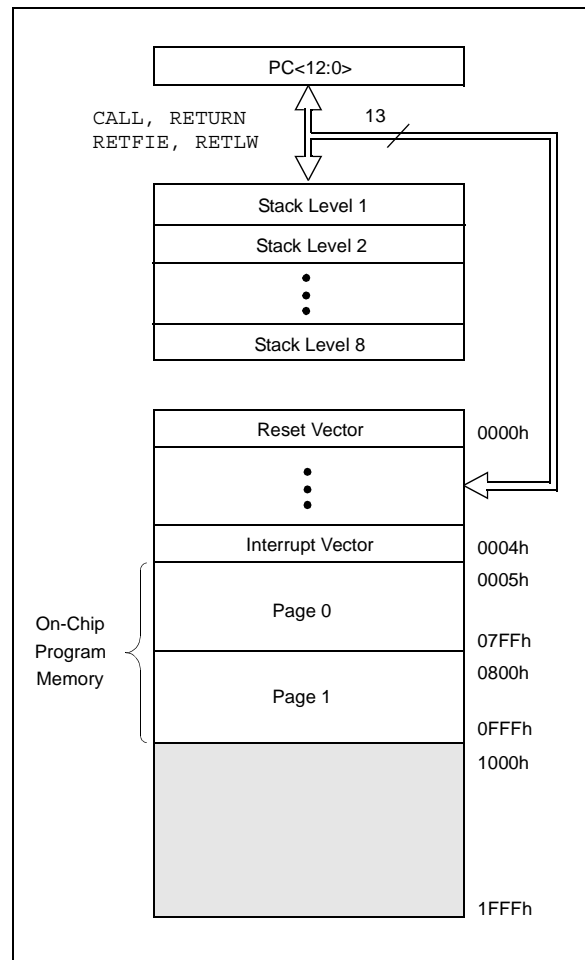 PC<12:0>
CALL, RETURN
RETFIE, RETLW
13
Stack Level 1
Stack Level 2
Stack Level 8
Reset Vector
0000h
Interrupt Vector
0004h
0005h
On-Chip
Program
Memory
Page 0
07FFh
0800h
Page 1
0FFFh
1000h
1FFFh